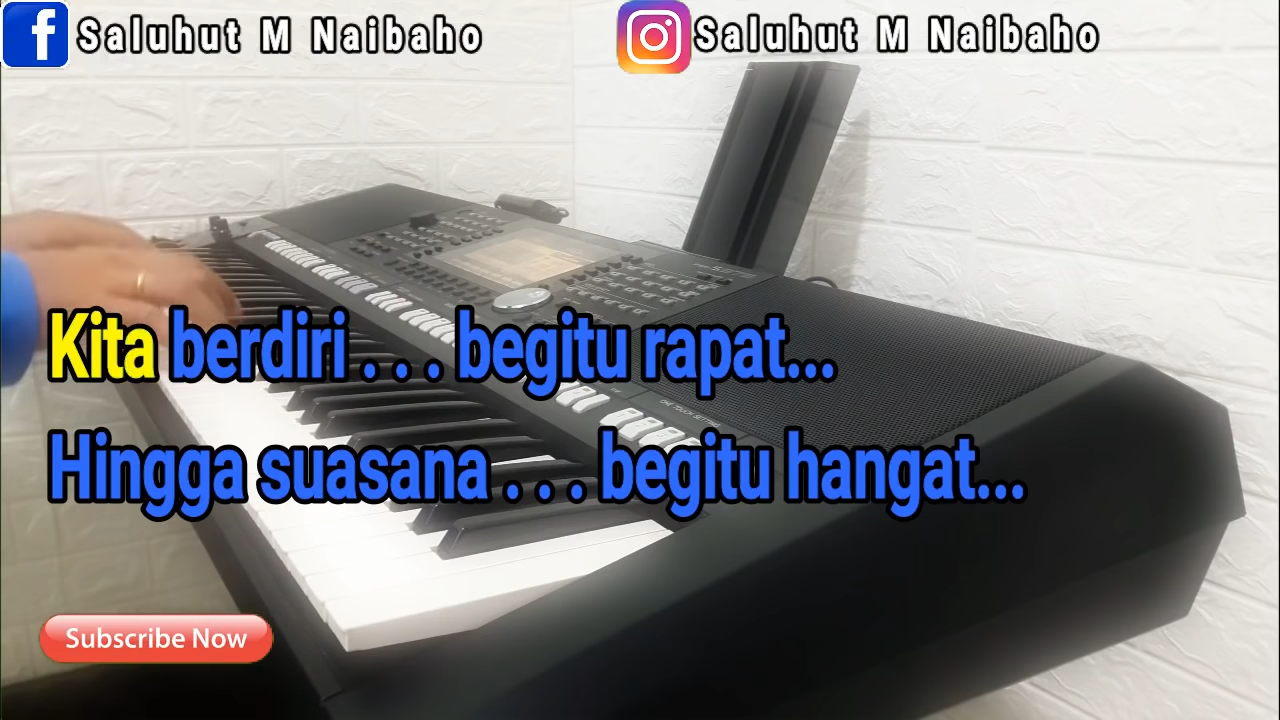 Saluhut M Naibaho
Saluhut M Naibaho
Kita berdiri . . . begitu rapat...
Hingga suasana . . . begitu hangat...
Subscribe Now